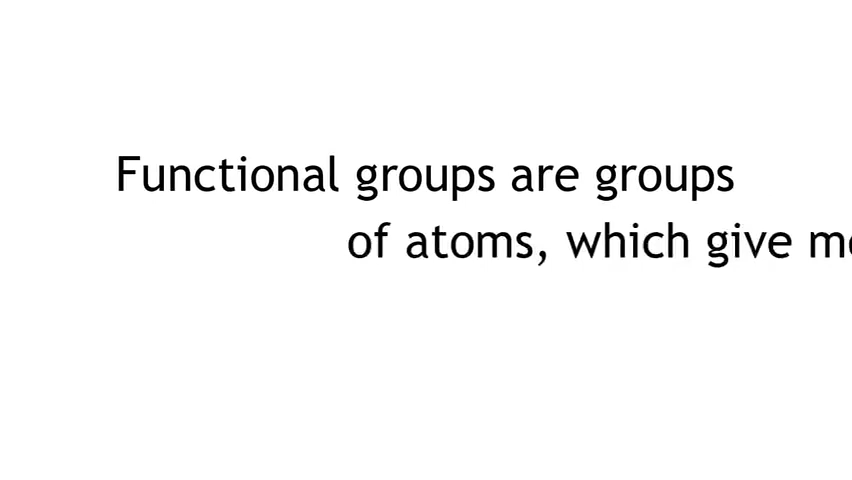 Functional groups are groups
of atoms, which give